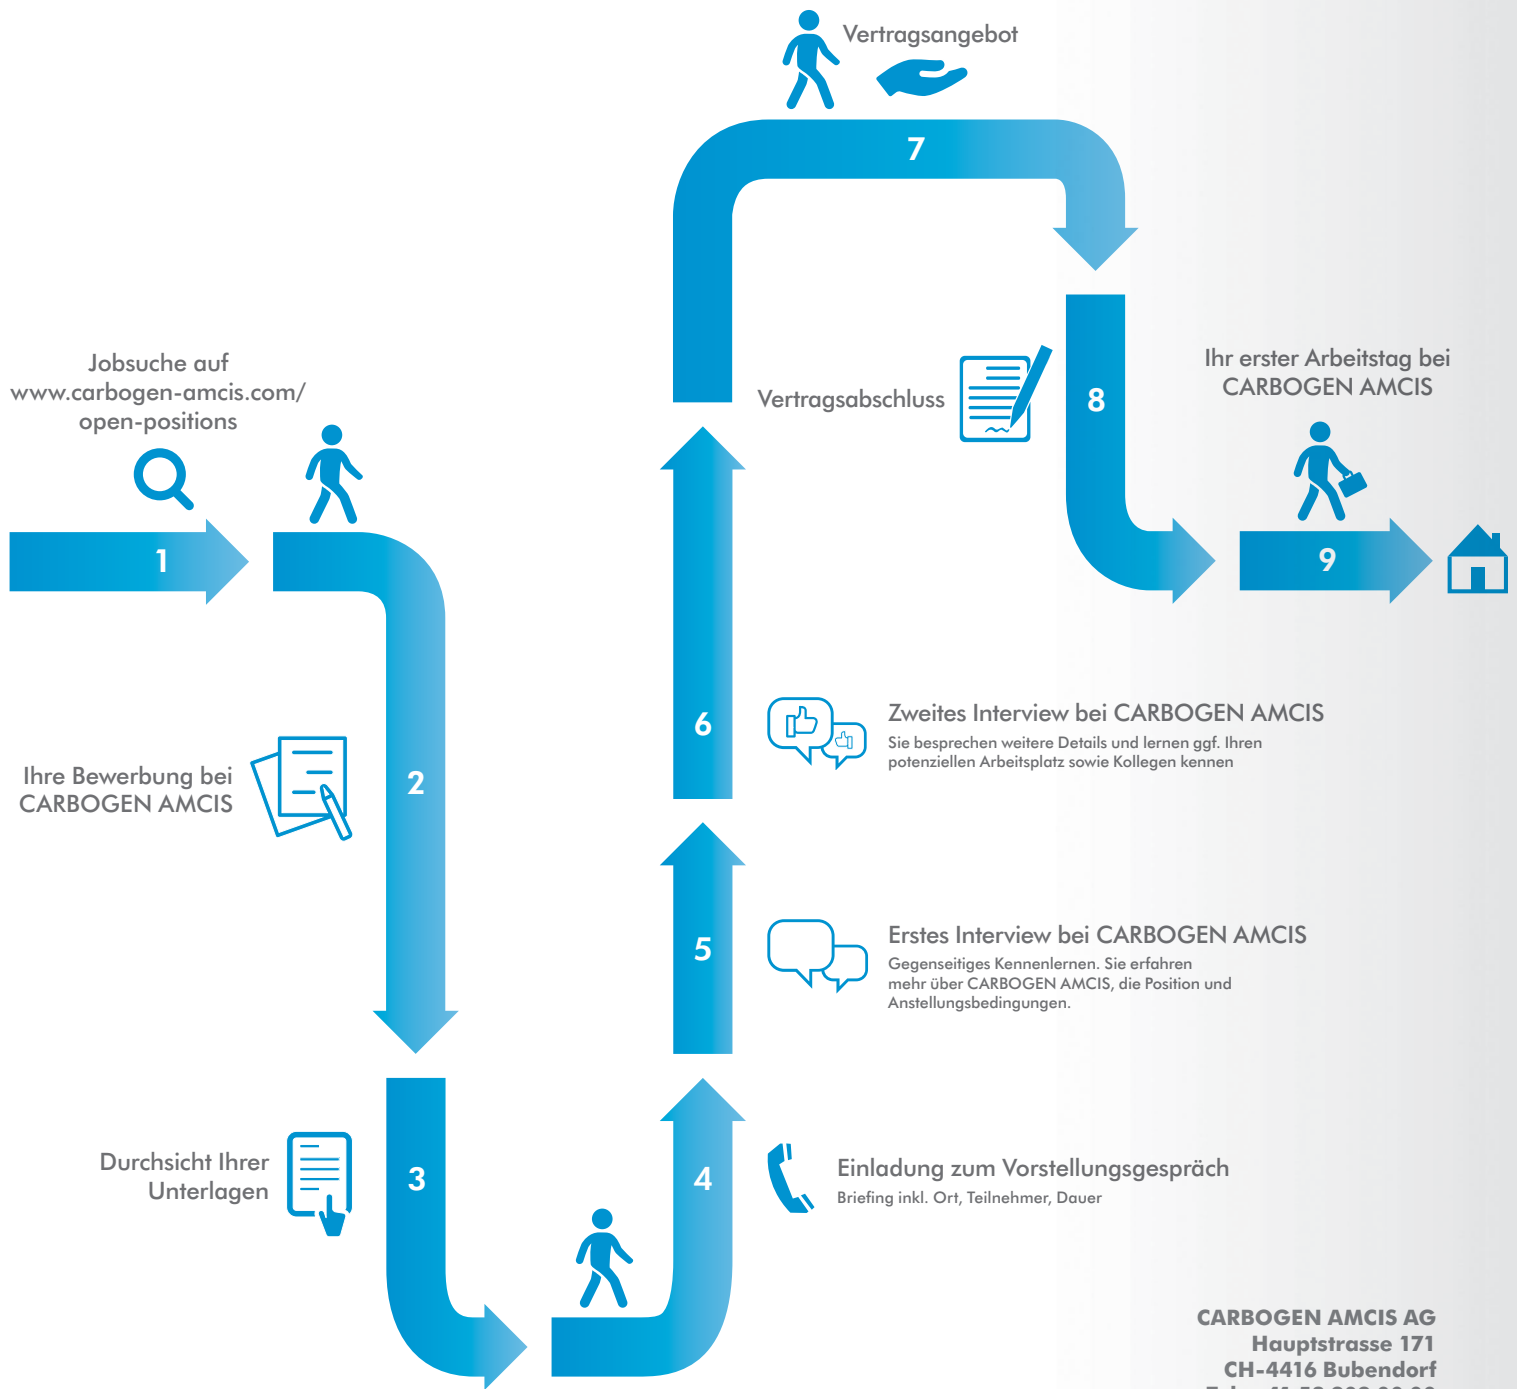 Jobsuche auf
www.carbogen-amcis.com/
open-positions
1
2
Ihre Bewerbung bei
CARBOGEN AMCIS
3
Durchsicht Ihrer
Unterlagen
4
Einladung zum Vorstellungsgespräch
Briefing inkl. Ort, Teilnehmer, Dauer
5
Erstes Interview bei CARBOGEN AMCIS
Gegenseitiges Kennenlernen. Sie erfahren
mehr über CARBOGEN AMCIS, die Position und
Anstellungsbedingungen.
6
Zweites Interview bei CARBOGEN AMCIS
Sie besprechen weitere Details und lernen ggf. Ihren
potenziellen Arbeitsplatz sowie Kollegen kennen
Vertragsangebot
7
Vertragsabschluss
8
Ihr erster Arbeitstag bei
CARBOGEN AMCIS
9
CARBOGEN AMCIS AG
Hauptstrasse 171
CH-4416 Bubendorf